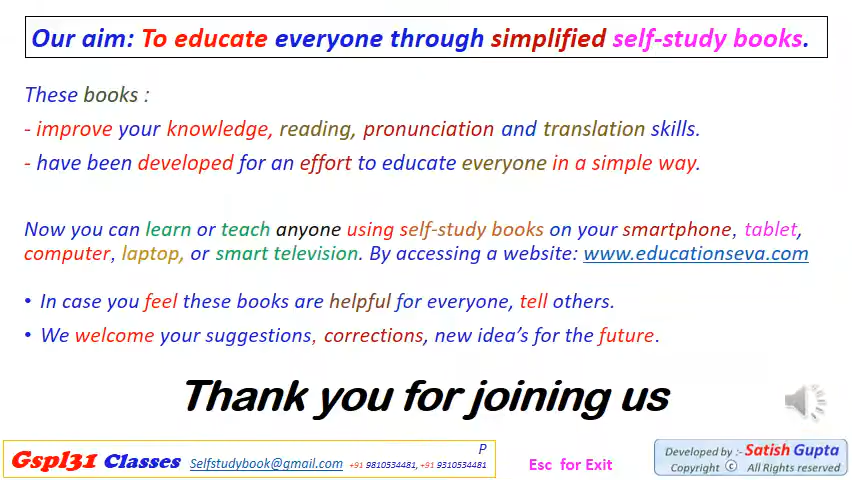 Our aim: To educate everyone through simplified self-study books.
These books :
- improve your knowledge, reading, pronunciation and translation skills.
- have been developed for an effort to educate everyone in a simple way.
Now you can learn or teach anyone using self-study books on your smartphone, tablet,
computer, laptop, or smart television. By accessing a website: www.educationseva.com
• In case you feel these books are helpful for everyone, tell others.
• We welcome your suggestions, corrections, new idea's for the future.
Thank you for joining us
P
Gspl31 Classes Selfstudybook@gmail.com +91 9810534481, +91 9310534481
Esc for Exit
Developed by :- Satish Gupta
Copyright © All Rights reserved